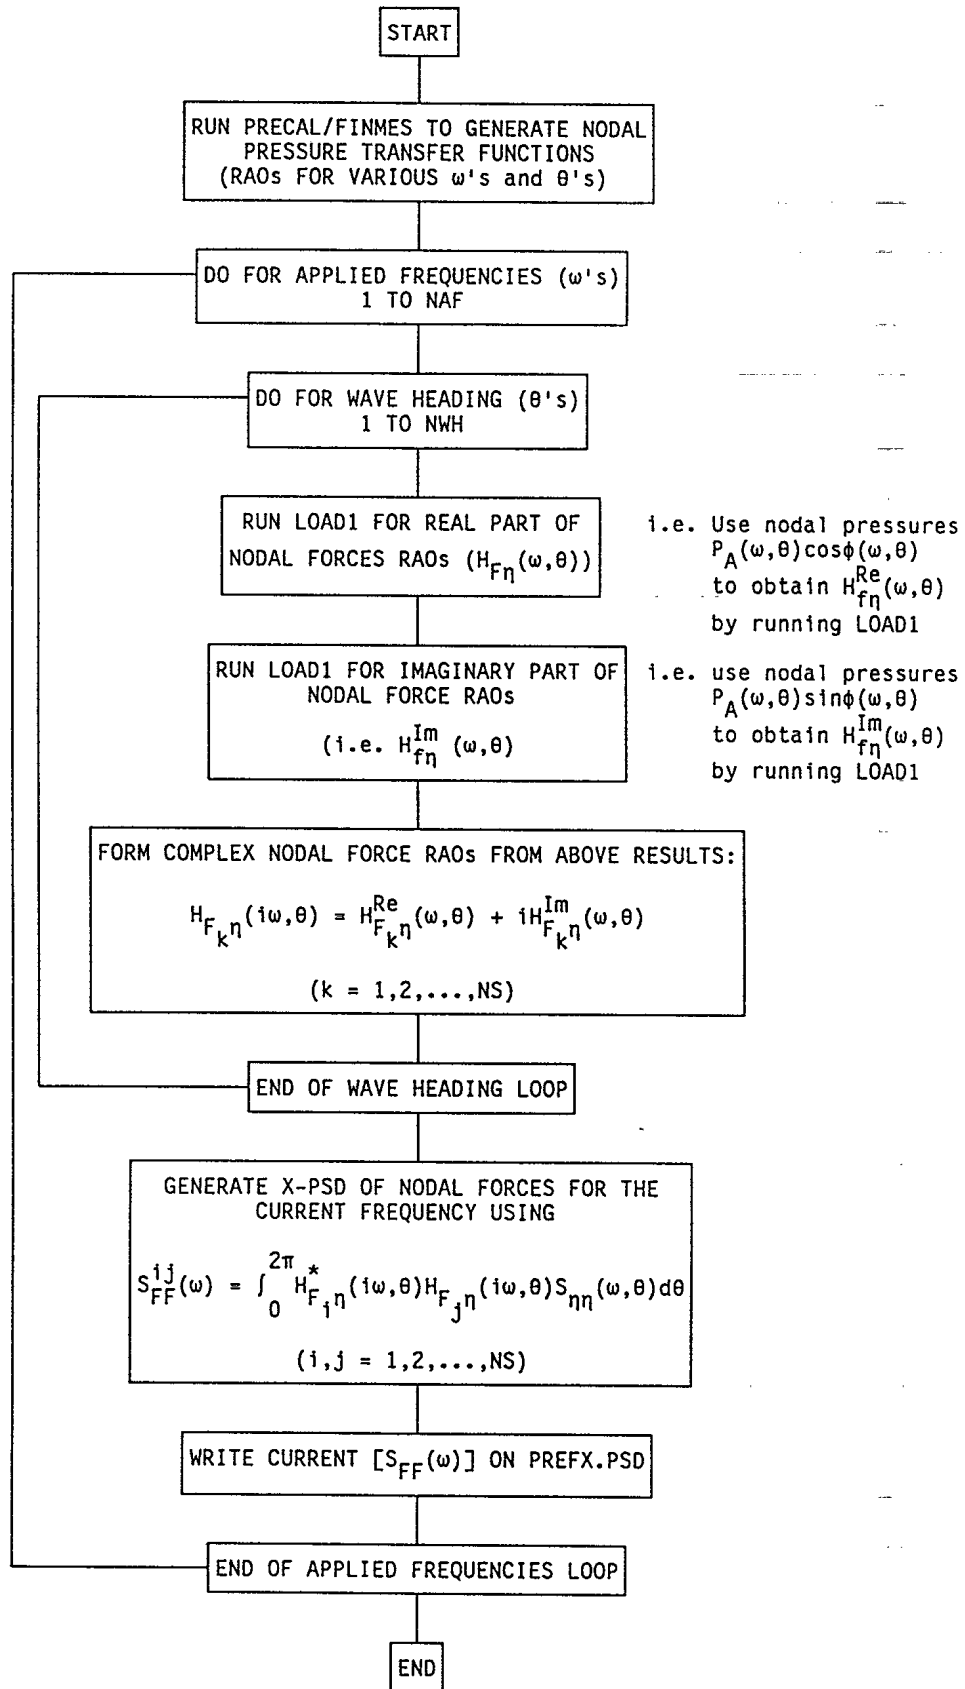 START
RUN PRECAL/FINMES TO GENERATE NODAL
PRESSURE TRANSFER FUNCTIONS
(RAOs FOR VARIOUS ω's and θ's)
DO FOR APPLIED FREQUENCIES (ω's)
1 TO NAF
DO FOR WAVE HEADING (θ's)
1 TO NWH
RUN LOAD1 FOR REAL PART OF
NODAL FORCES RAOs (H_{Fη}(ω,θ))
i.e. Use nodal pressures
P_A(ω,θ)cosϕ(ω,θ)
to obtain H_{fη}^{Re}(ω,θ)
by running LOAD1
RUN LOAD1 FOR IMAGINARY PART OF
NODAL FORCE RAOs
(i.e. H_{fη}^{Im} (ω,θ)
i.e. use nodal pressures
P_A(ω,θ)sinϕ(ω,θ)
to obtain H_{fη}^{Im}(ω,θ)
by running LOAD1
FORM COMPLEX NODAL FORCE RAOs FROM ABOVE RESULTS:
H_{F_kη}(iω,θ) = H_{F_kη}^{Re}(ω,θ) + iH_{F_kη}^{Im}(ω,θ)
(k = 1,2,...,NS)
END OF WAVE HEADING LOOP
GENERATE X-PSD OF NODAL FORCES FOR THE
CURRENT FREQUENCY USING
S_{FF}^{ij}(ω) = ∫_0^{2π} H_{F_iη}^*(iω,θ)H_{F_jη}(iω,θ)S_{ηη}(ω,θ)dθ
(i,j = 1,2,...,NS)
WRITE CURRENT [S_{FF}(ω)] ON PREFX.PSD
END OF APPLIED FREQUENCIES LOOP
END